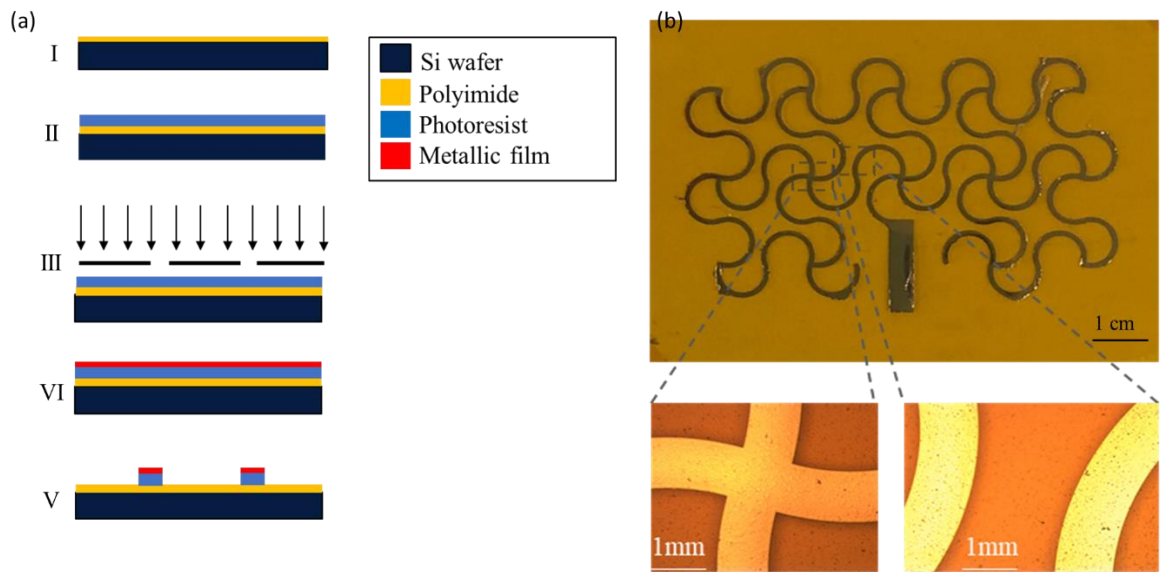 (a)
I
II
III
VI
V
Si wafer
Polyimide
Photoresist
Metallic film
(b)
1 cm
1mm
1mm